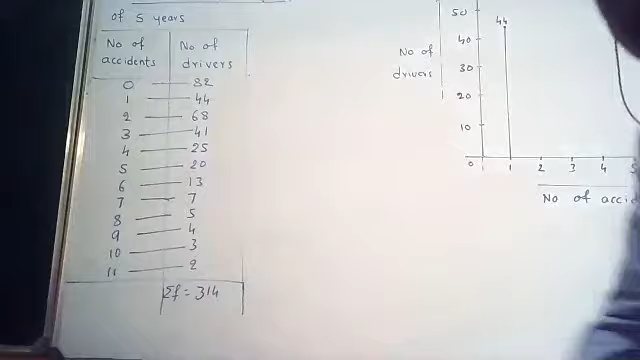 of 5 years
No of accidents No of drivers
0 — 82
1 — 44
2 — 68
3 — 41
4 — 25
5 — 20
6 — 13
7 — 7
8 — 5
9 — 4
10 — 3
11 — 2
Σf = 314
50
44
40
No of drivers
30
20
10
0 1 2 3 4 5
No of acci